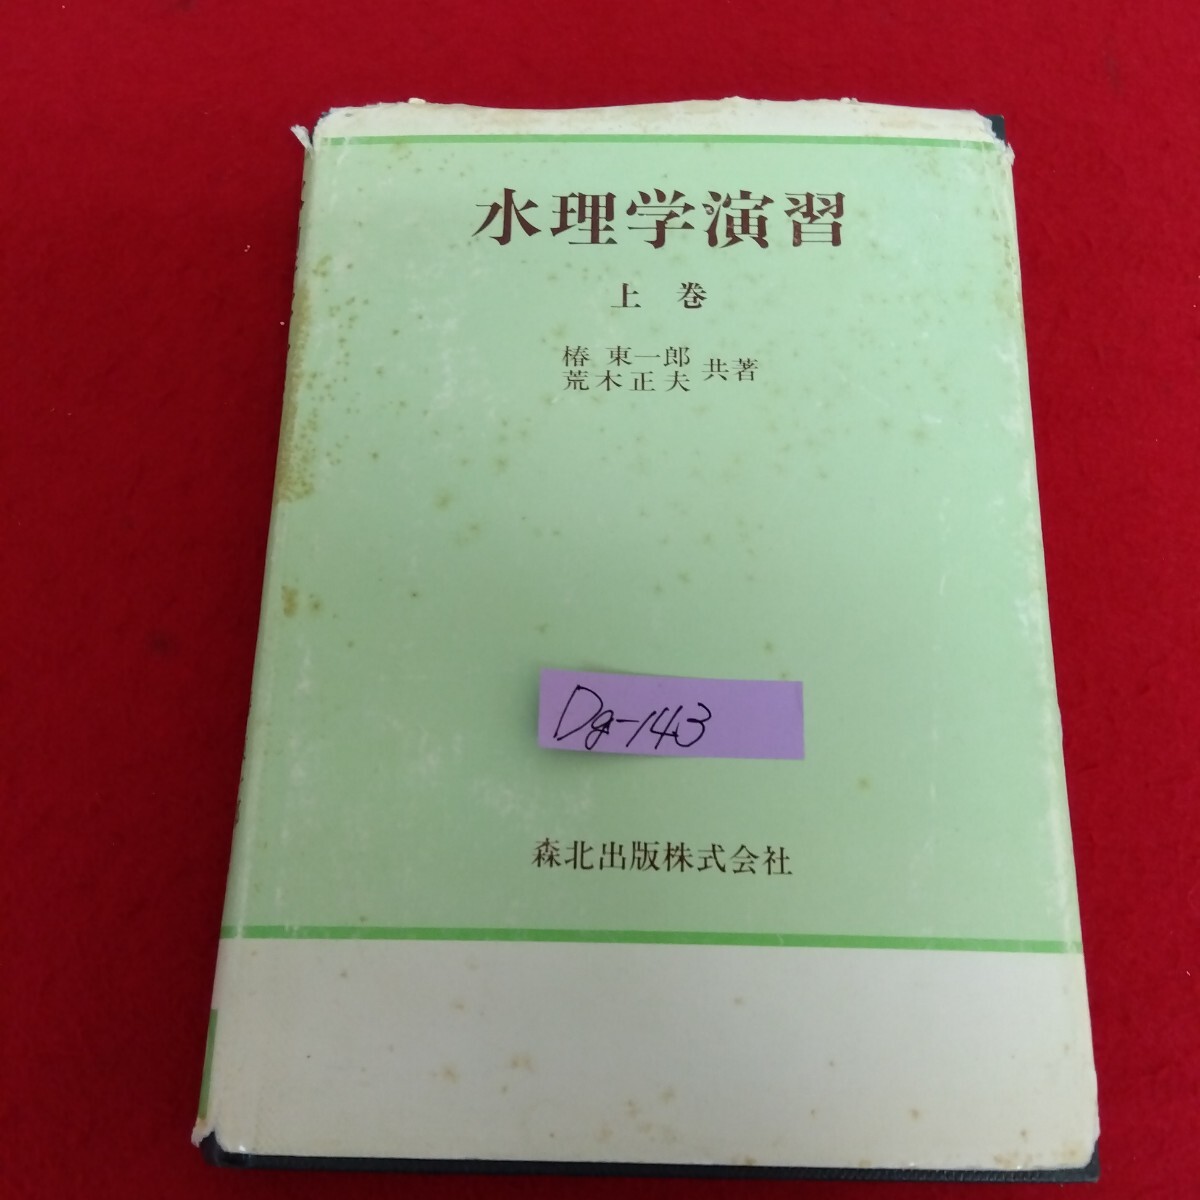 水理学演習
上巻
椿 東一郎
荒木正夫 共著
Dg-143
森北出版株式会社